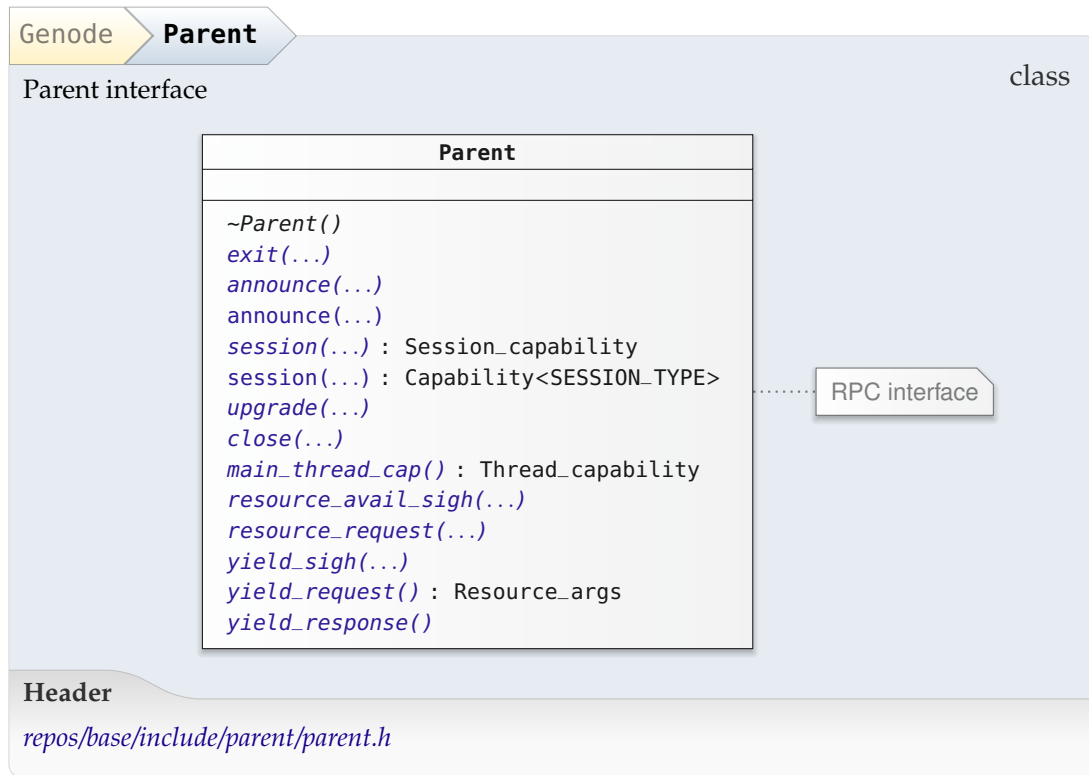 Genode Parent
class
Parent interface
Parent
~Parent()
exit(...)
announce(...)
announce(...)
session(...) : Session_capability
session(...) : Capability<SESSION_TYPE>
upgrade(...)
close(...)
main_thread_cap() : Thread_capability
resource_avail_sigh(...)
resource_request(...)
yield_sigh(...)
yield_request() : Resource_args
yield_response()
RPC interface
Header
repos/base/include/parent/parent.h